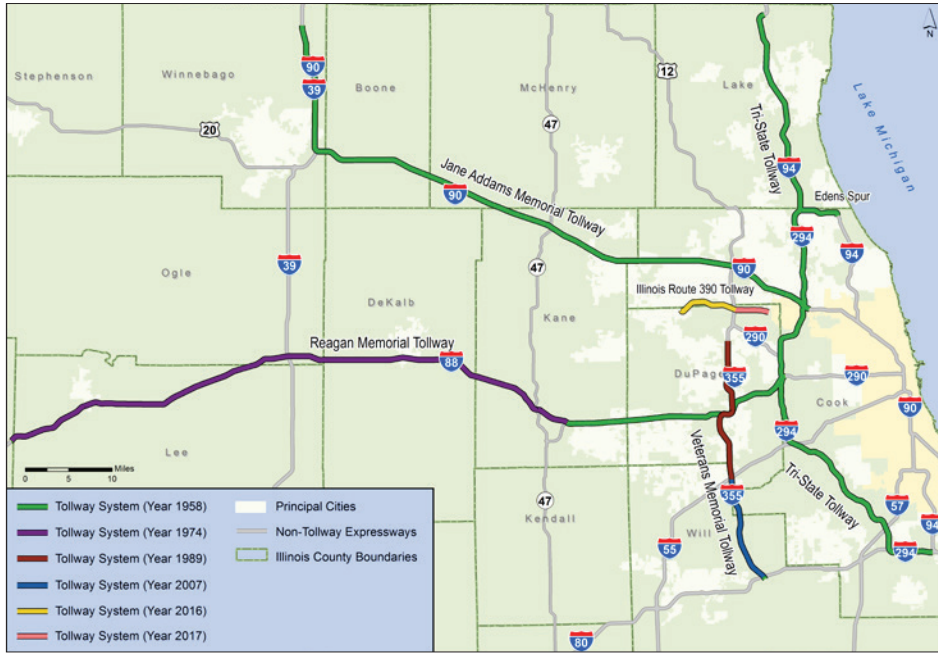 N
Stephenson
Winnebago
Boone
McHenry
Lake
Lake Michigan
90
39
20
47
12
Tri-State Tollway
94
Edens Spur
Jane Addams Memorial Tollway
90
294
94
39
47
90
Ogle
DeKalb
Kane
Illinois Route 390 Tollway
290
Reagan Memorial Tollway
88
DuPage
355
290
Cook
90
Lee
294
Veterans Memorial Tollway
Tri-State Tollway
Miles
0 5 10
47
Kendall
355
57
94
Will
55
294
80
Tollway System (Year 1958)
Tollway System (Year 1974)
Tollway System (Year 1989)
Tollway System (Year 2007)
Tollway System (Year 2016)
Tollway System (Year 2017)
Principal Cities
Non-Tollway Expressways
Illinois County Boundaries